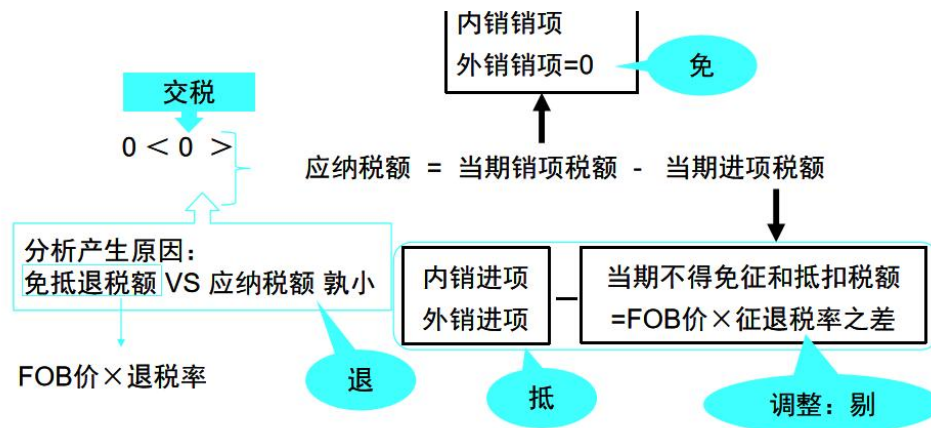 内销销项
外销销项=0
免
交税
0 < 0 >
应纳税额 = 当期销项税额 - 当期进项税额
分析产生原因：
免抵退税额 VS 应纳税额 孰小
内销进项
外销进项
—
当期不得免征和抵扣税额
=FOB价×征退税率之差
FOB价×退税率
退
抵
调整：剔